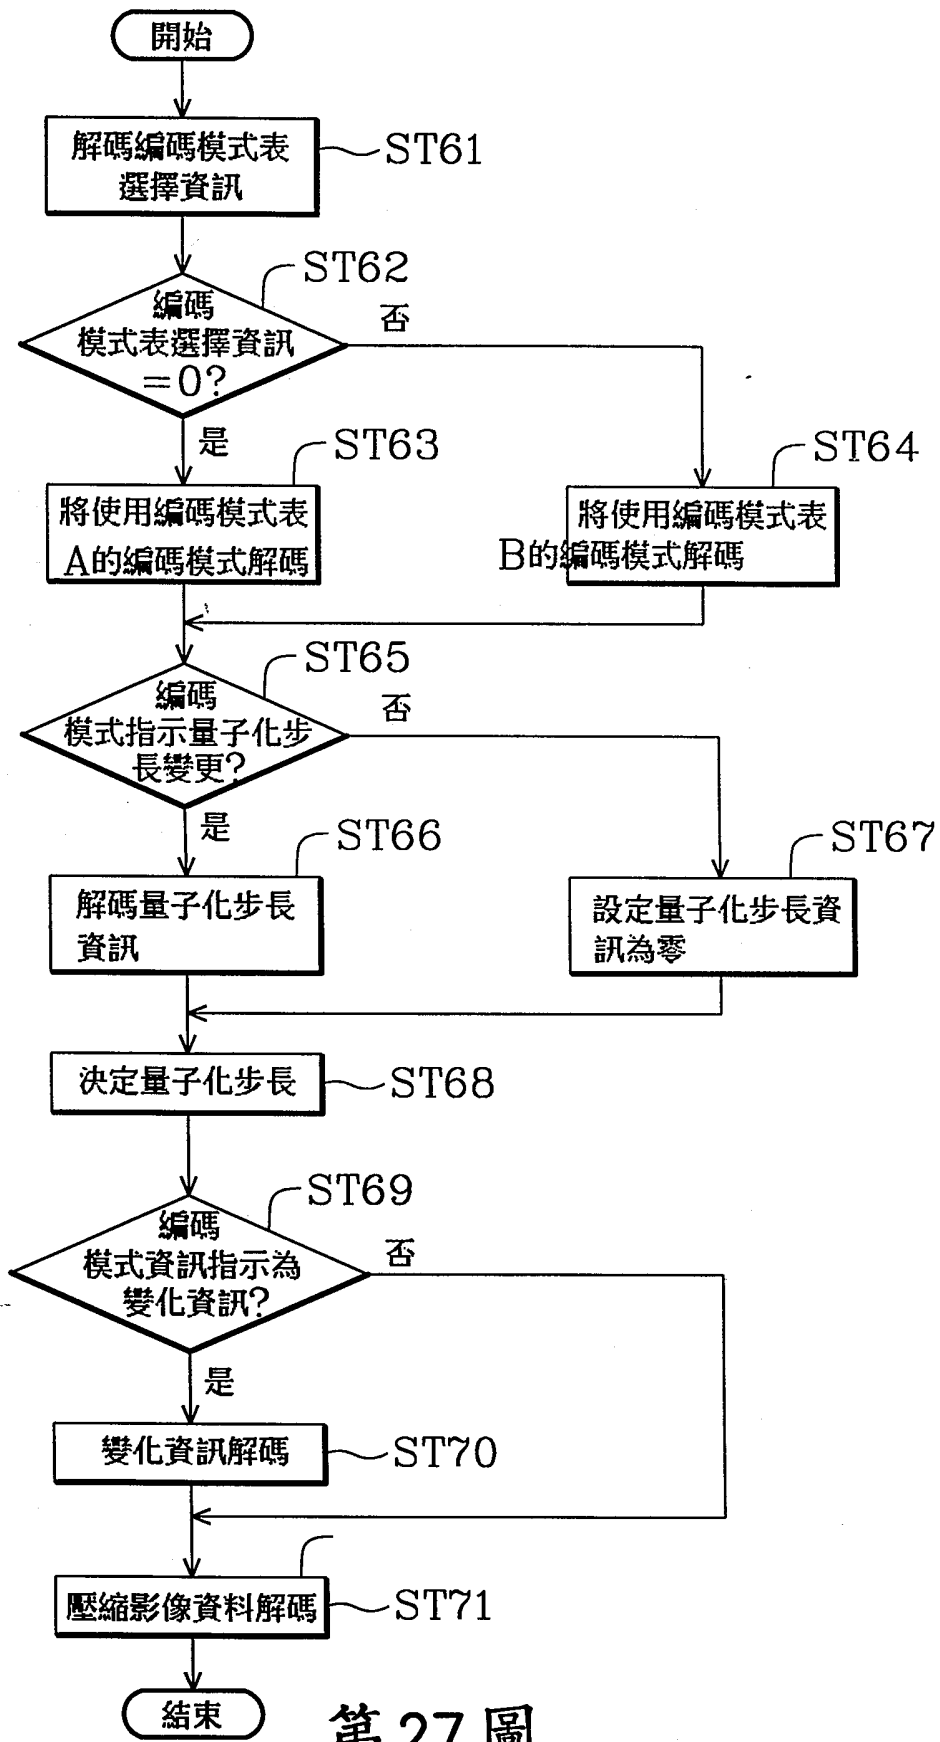 開始
解碼編碼模式表
選擇資訊
ST61
ST62
編碼
模式表選擇資訊
=0?
否
是
ST63
將使用編碼模式表
A的編碼模式解碼
ST64
將使用編碼模式表
B的編碼模式解碼
ST65
編碼
模式指示量子化步
長變更?
否
是
ST66
解碼量子化步長
資訊
ST67
設定量子化步長資
訊為零
決定量子化步長
ST68
ST69
編碼
模式資訊指示為
變化資訊?
否
是
變化資訊解碼
ST70
壓縮影像資料解碼
ST71
結束
第27圖